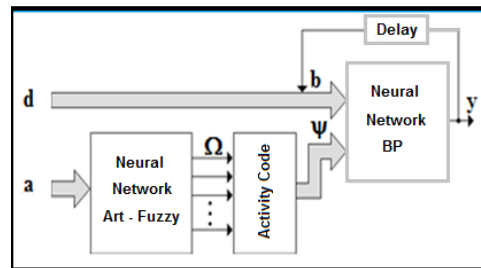 Delay
d
b
y
Neural
Network
BP
Ψ
a
Neural
Network
Art - Fuzzy
Ω
Activity Code